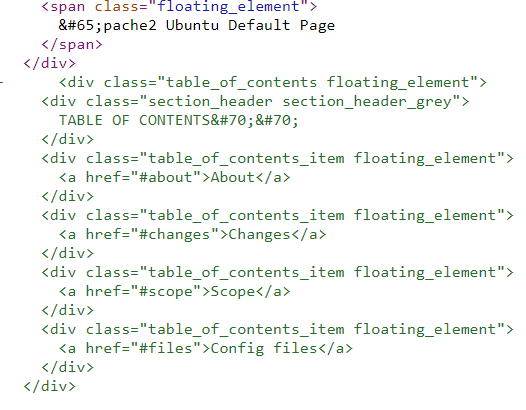 <span class="floating_element">
&#65;pache2 Ubuntu Default Page
</span>
</div>
<div class="table_of_contents floating_element">
<div class="section_header section_header_grey">
TABLE OF CONTENTS&#70;&#70;
</div>
<div class="table_of_contents_item floating_element">
<a href="#about">About</a>
</div>
<div class="table_of_contents_item floating_element">
<a href="#changes">Changes</a>
</div>
<div class="table_of_contents_item floating_element">
<a href="#scope">Scope</a>
</div>
<div class="table_of_contents_item floating_element">
<a href="#files">Config files</a>
</div>
</div>